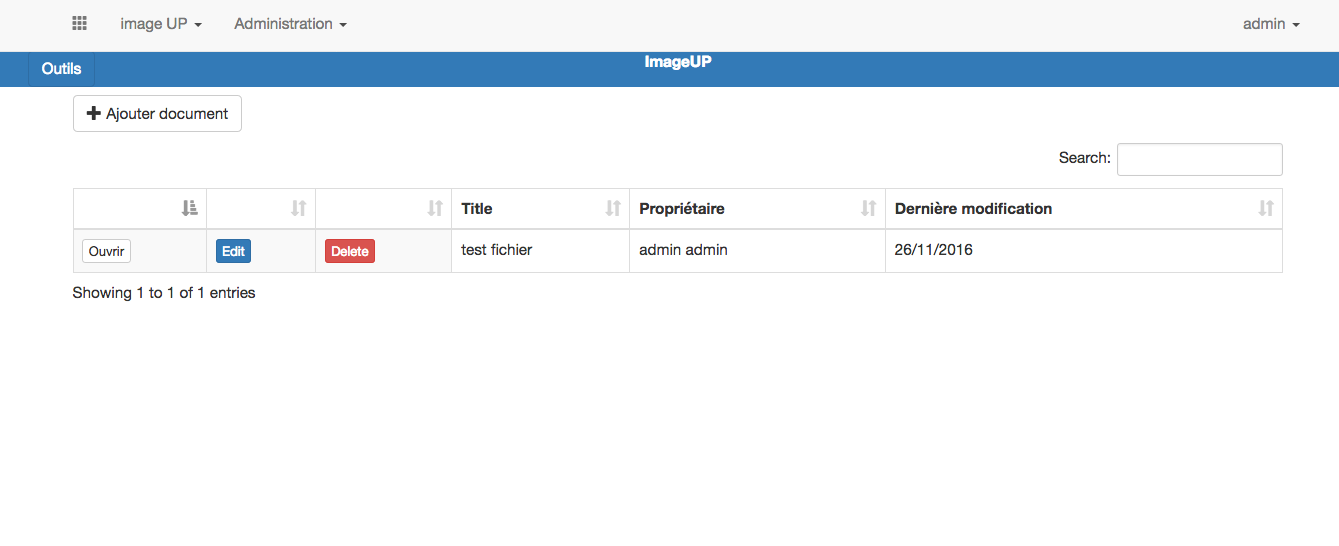 image UP Administration admin
Outils ImageUP
Ajouter document
Search:
Title Propriétaire Dernière modification
Ouvrir Edit Delete test fichier admin admin 26/11/2016
Showing 1 to 1 of 1 entries